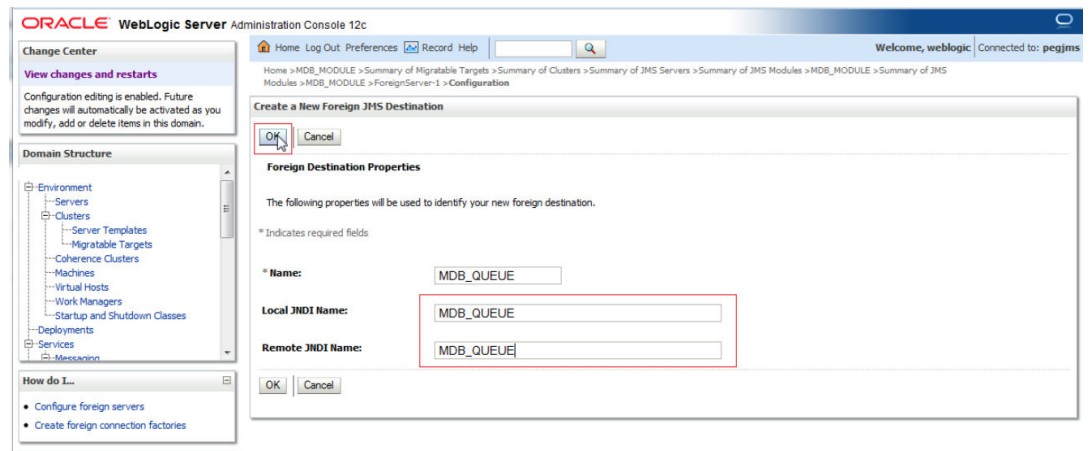 ORACLE WebLogic Server Administration Console 12c
Change Center
View changes and restarts
Configuration editing is enabled. Future
changes will automatically be activated as you
modify, add or delete items in this domain.
Domain Structure
Environment
Servers
Clusters
Server Templates
Migratable Targets
Coherence Clusters
Machines
Virtual Hosts
Work Managers
Startup and Shutdown Classes
Deployments
Services
Messaging
How do I...
Configure foreign servers
Create foreign connection factories
Home Log Out Preferences Record Help
Welcome, weblogic Connected to: pegjms
Home >MDB_MODULE >Summary of Migratable Targets >Summary of Clusters >Summary of JMS Servers >Summary of JMS Modules >MDB_MODULE >Summary of JMS
Modules >MDB_MODULE >ForeignServer-1 >Configuration
Create a New Foreign JMS Destination
OK Cancel
Foreign Destination Properties
The following properties will be used to identify your new foreign destination.
* Indicates required fields
* Name: MDB_QUEUE
Local JNDI Name: MDB_QUEUE
Remote JNDI Name: MDB_QUEUE
OK Cancel